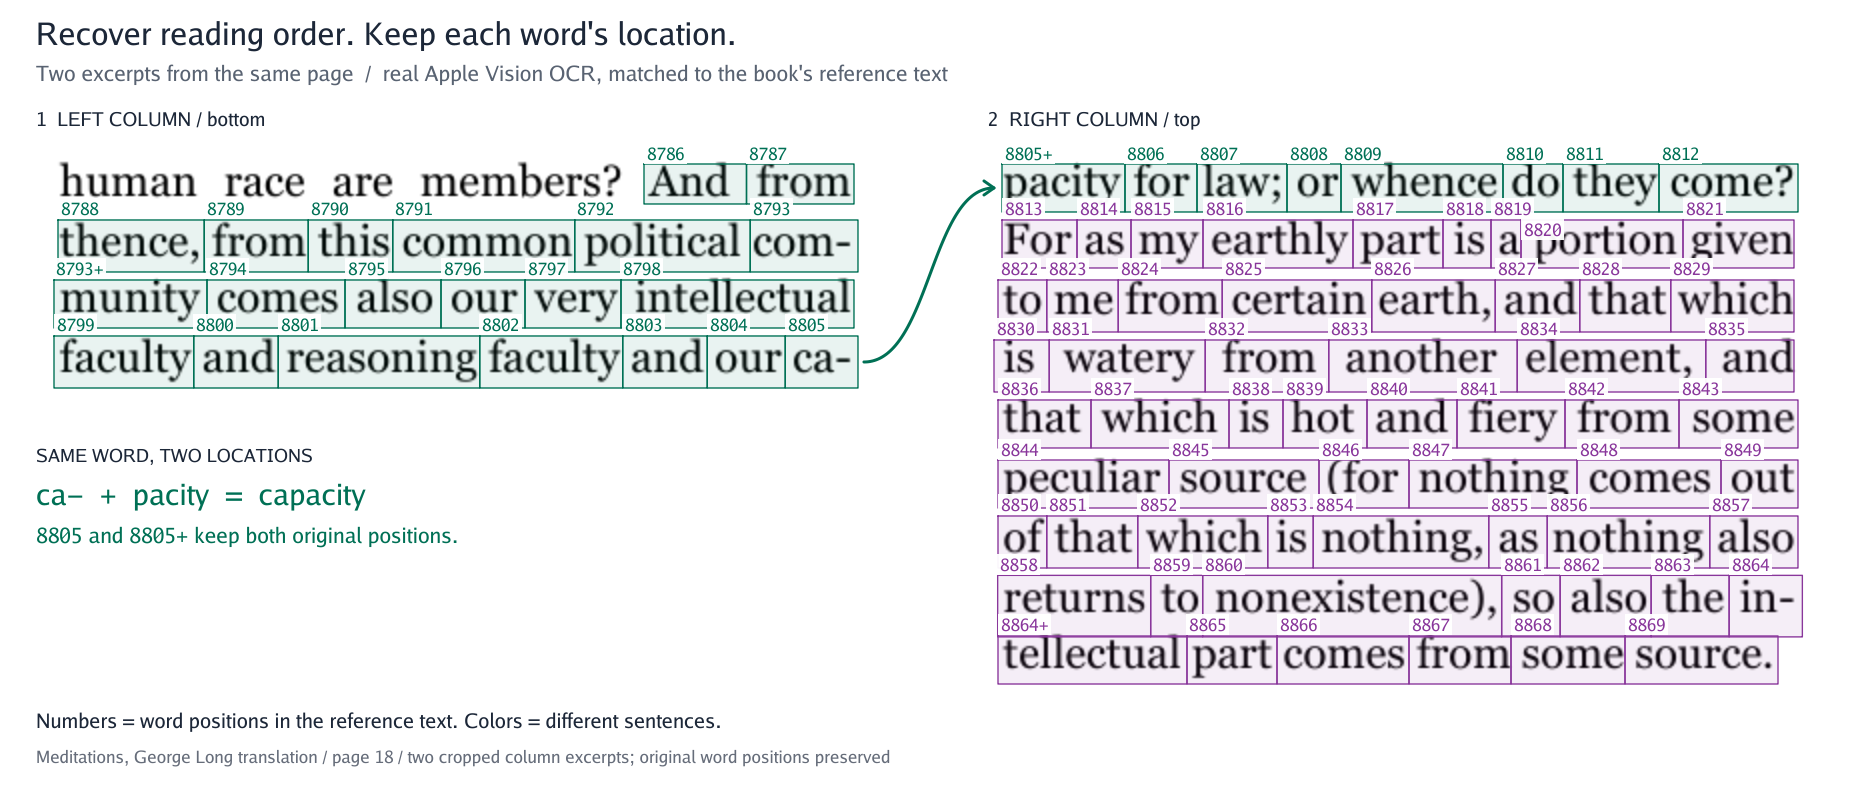 Recover reading order. Keep each word's location.
Two excerpts from the same page / real Apple Vision OCR, matched to the book's reference text
1 LEFT COLUMN / bottom
8786 8787
human race are members? And from
8788 8789 8790 8791 8792 8793
thence, from this common political com-
8793+ 8794 8795 8796 8797 8798
munity comes also our very intellectual
8799 8800 8801 8802 8803 8804 8805
faculty and reasoning faculty and our ca-
SAME WORD, TWO LOCATIONS
ca– + pacity = capacity
8805 and 8805+ keep both original positions.
2 RIGHT COLUMN / top
8805+ 8806 8807 8808 8809 8810 8811 8812
pacity for law; or whence do they come?
8813 8814 8815 8816 8817 8818 8819 8820 8821
For as my earthly part is a portion given
8822 8823 8824 8825 8826 8827 8828 8829
to me from certain earth, and that which
8830 8831 8832 8833 8834 8835
is watery from another element, and
8836 8837 8838 8839 8840 8841 8842 8843
that which is hot and fiery from some
8844 8845 8846 8847 8848 8849
peculiar source (for nothing comes out
8850 8851 8852 8853 8854 8855 8856 8857
of that which is nothing, as nothing also
8858 8859 8860 8861 8862 8863 8864
returns to nonexistence), so also the in-
8864+ 8865 8866 8867 8868 8869
tellectual part comes from some source.
Numbers = word positions in the reference text. Colors = different sentences.
Meditations, George Long translation / page 18 / two cropped column excerpts; original word positions preserved